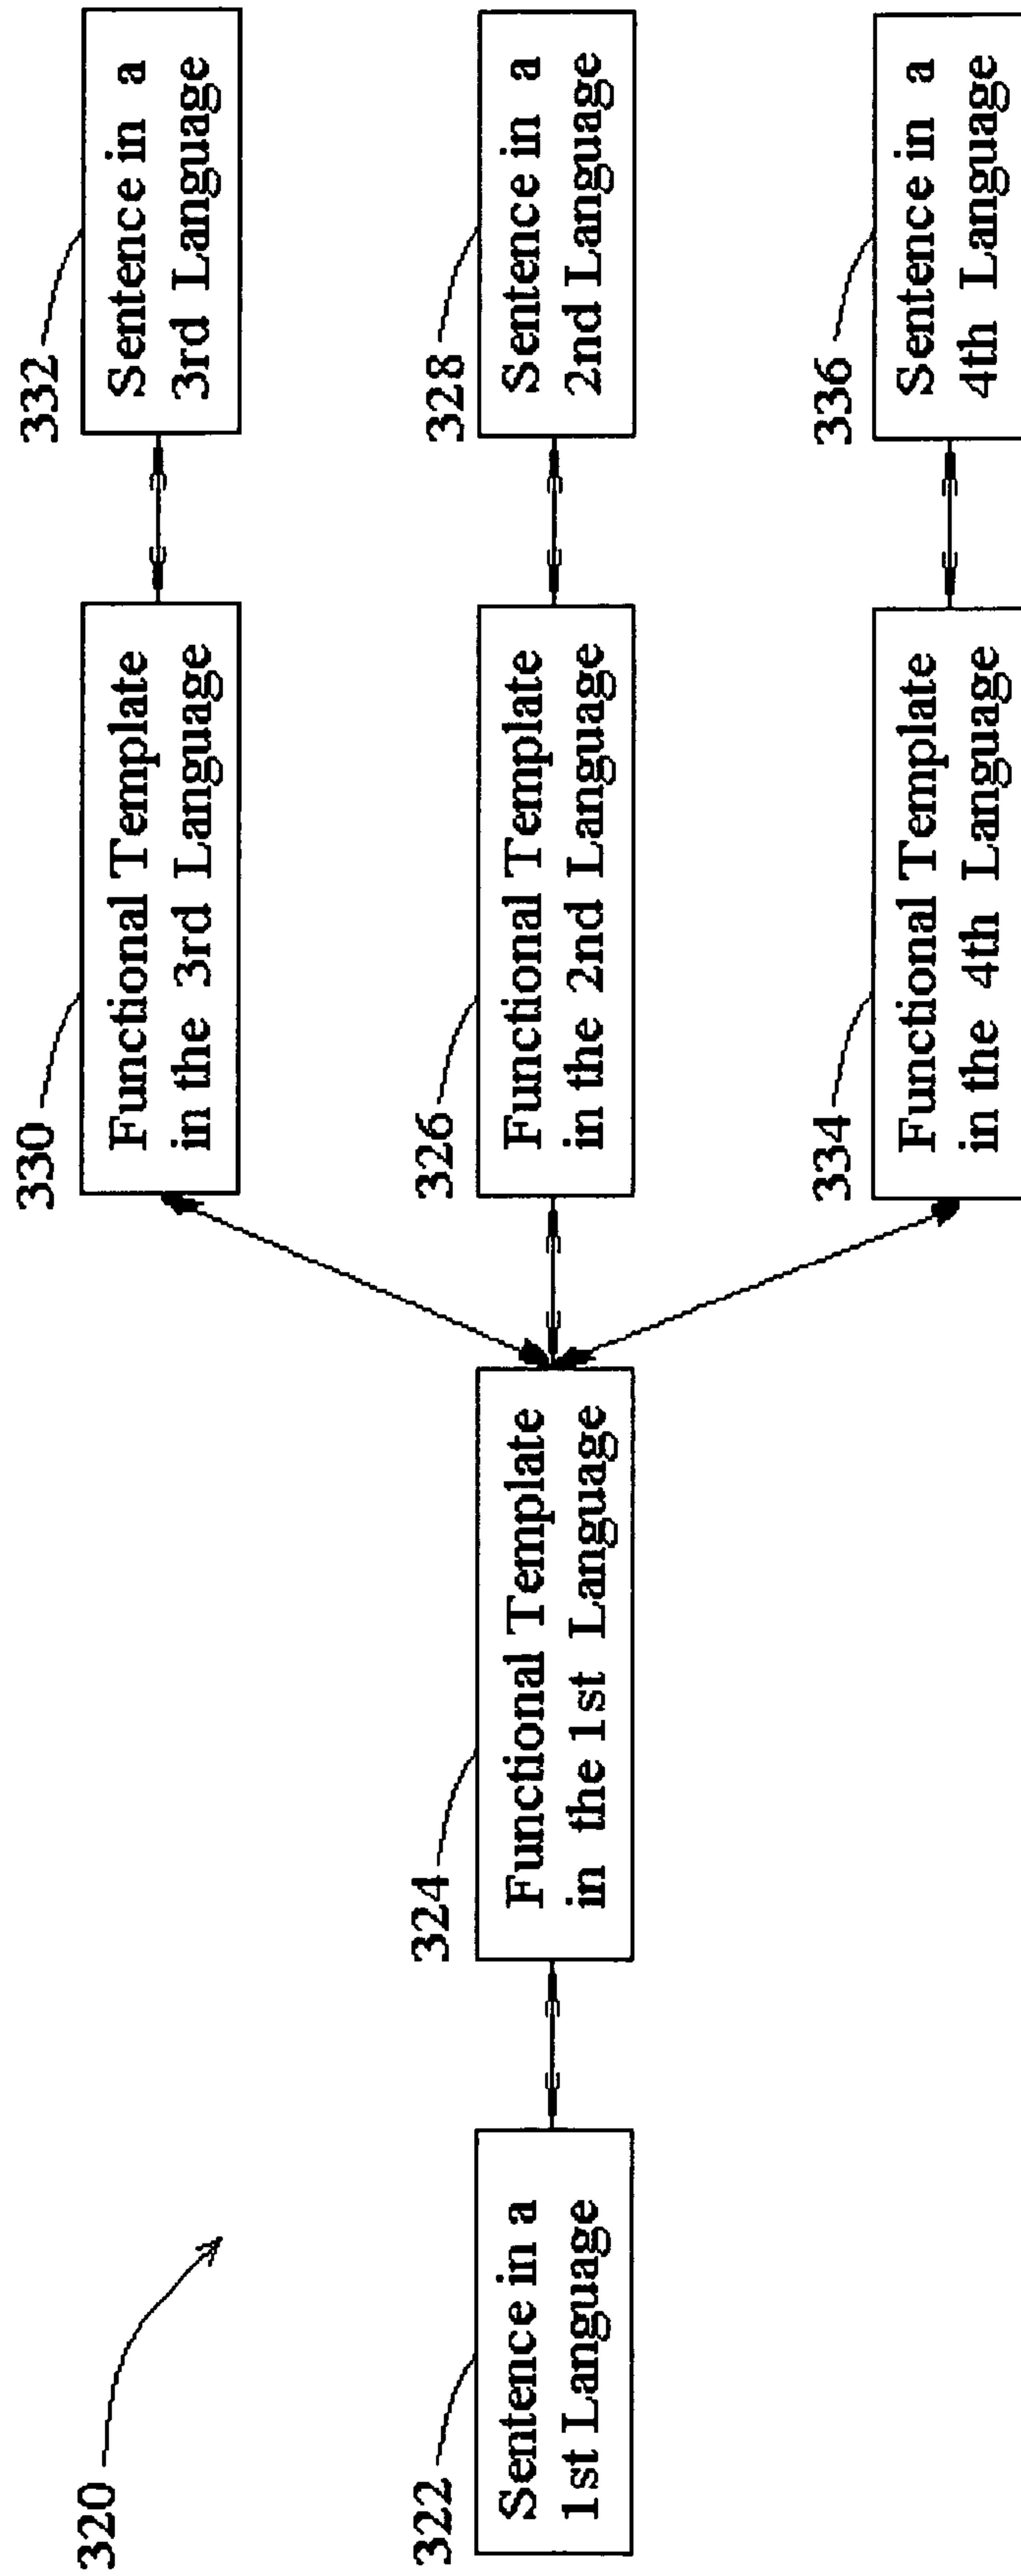 320
322
Sentence in a
1st Language
324
Functional Template
in the 1st Language
330
Functional Template
in the 3rd Language
332
Sentence in a
3rd Language
326
Functional Template
in the 2nd Language
328
Sentence in a
2nd Language
334
Functional Template
in the 4th Language
336
Sentence in a
4th Language